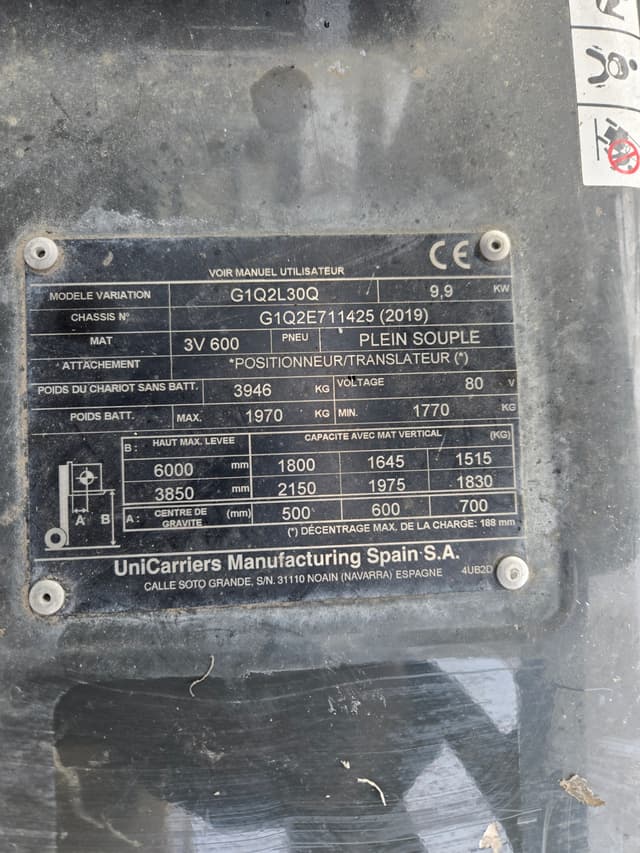 CE
VOIR MANUEL UTILISATEUR
MODELE VARIATION G1Q2L30Q 9,9 KW
CHASSIS N° G1Q2E711425 (2019)
MAT 3V 600 PNEU PLEIN SOUPLE
ATTACHEMENT *POSITIONNEUR/TRANSLATEUR (*)
POIDS DU CHARIOT SANS BATT. 3946 KG VOLTAGE 80 V
POIDS BATT. MAX. 1970 KG MIN. 1770 KG
B: HAUT MAX. LEVEE CAPACITE AVEC MAT VERTICAL (KG)
6000 mm 1800 1645 1515
3850 mm 2150 1975 1830
A: CENTRE DE GRAVITE (mm) 500 600 700
A B
(*) DÉCENTRAGE MAX. DE LA CHARGE: 188 mm
UniCarriers Manufacturing Spain S.A.
CALLE SOTO GRANDE, S/N. 31110 NOAIN (NAVARRA) ESPAGNE 4UB2D